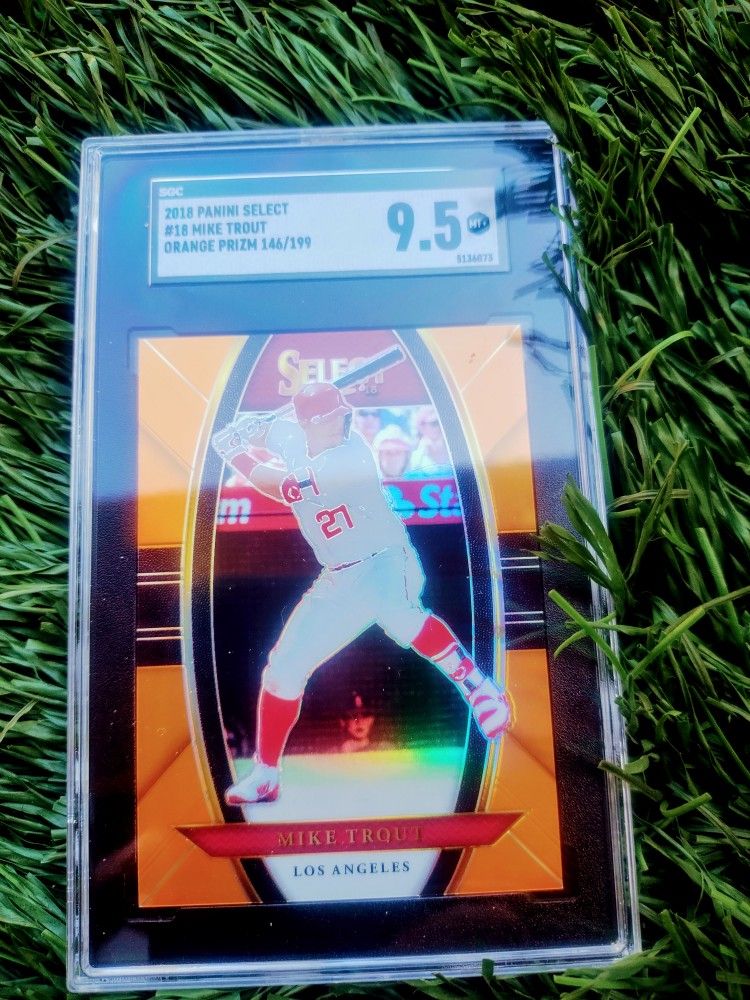 SGC
2018 PANINI SELECT
#18 MIKE TROUT
ORANGE PRIZM 146/199
9.5
MT+
5136073
SELECT
27
MIKE TROUT
LOS ANGELES